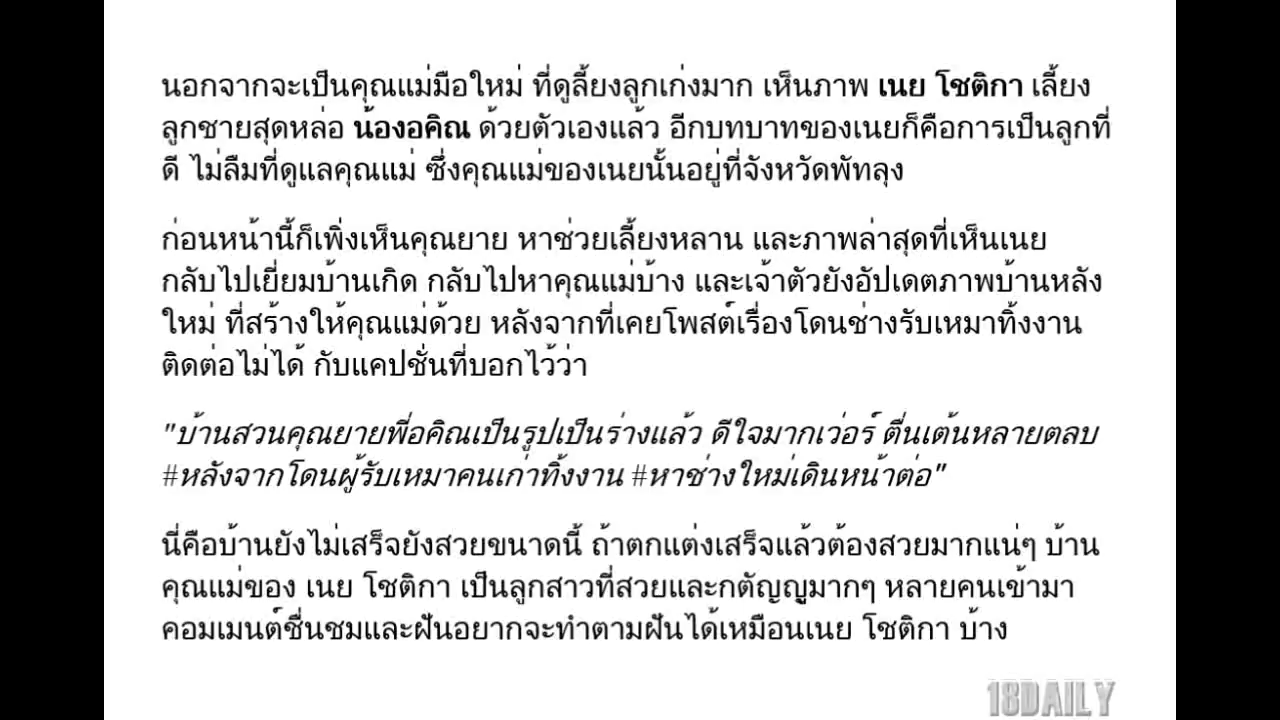 นอกจากจะเป็นคุณแม่มือใหม่ ที่ดูลี้ยงลูกเก่งมาก เห็นภาพ เนย โชติกา เลี้ยง
ลูกชายสุดหล่อ น้องอคิณ ด้วยตัวเองแล้ว อีกบทบาทของเนยก็คือการเป็นลูกที่
ดี ไม่ลืมที่ดูแลคุณแม่ ซึ่งคุณแม่ของเนยนั้นอยู่ที่จังหวัดพัทลุง
ก่อนหน้านี้ก็เพิ่งเห็นคุณยาย หาช่วยเลี้ยงหลาน และภาพล่าสุดที่เห็นเนย
กลับไปเยี่ยมบ้านเกิด กลับไปหาคุณแม่บ้าง และเจ้าตัวยังอัปเดตภาพบ้านหลัง
ใหม่ ที่สร้างให้คุณแม่ด้วย หลังจากที่เคยโพสต์เรื่องโดนช่างรับเหมาทิ้งงาน
ติดต่อไม่ได้ กับแคปชั่นที่บอกไว้ว่า
"บ้านสวนคุณยายพี่อคิณเป็นรูปเป็นร่างแล้ว ดีใจมากเว่อร์ ตื่นเต้นหลายตลบ
#หลังจากโดนผู้รับเหมาคนเก่าทิ้งงาน #หาช่างใหม่เดินหน้าต่อ"
นี่คือบ้านยังไม่เสร็จยังสวยขนาดนี้ ถ้าตกแต่งเสร็จแล้วต้องสวยมากแน่ๆ บ้าน
คุณแม่ของ เนย โชติกา เป็นลูกสาวที่สวยและกตัญญูมากๆ หลายคนเข้ามา
คอมเมนต์ชื่นชมและฝันอยากจะทำตามฝันได้เหมือนเนย โชติกา บ้าง
18DAILY